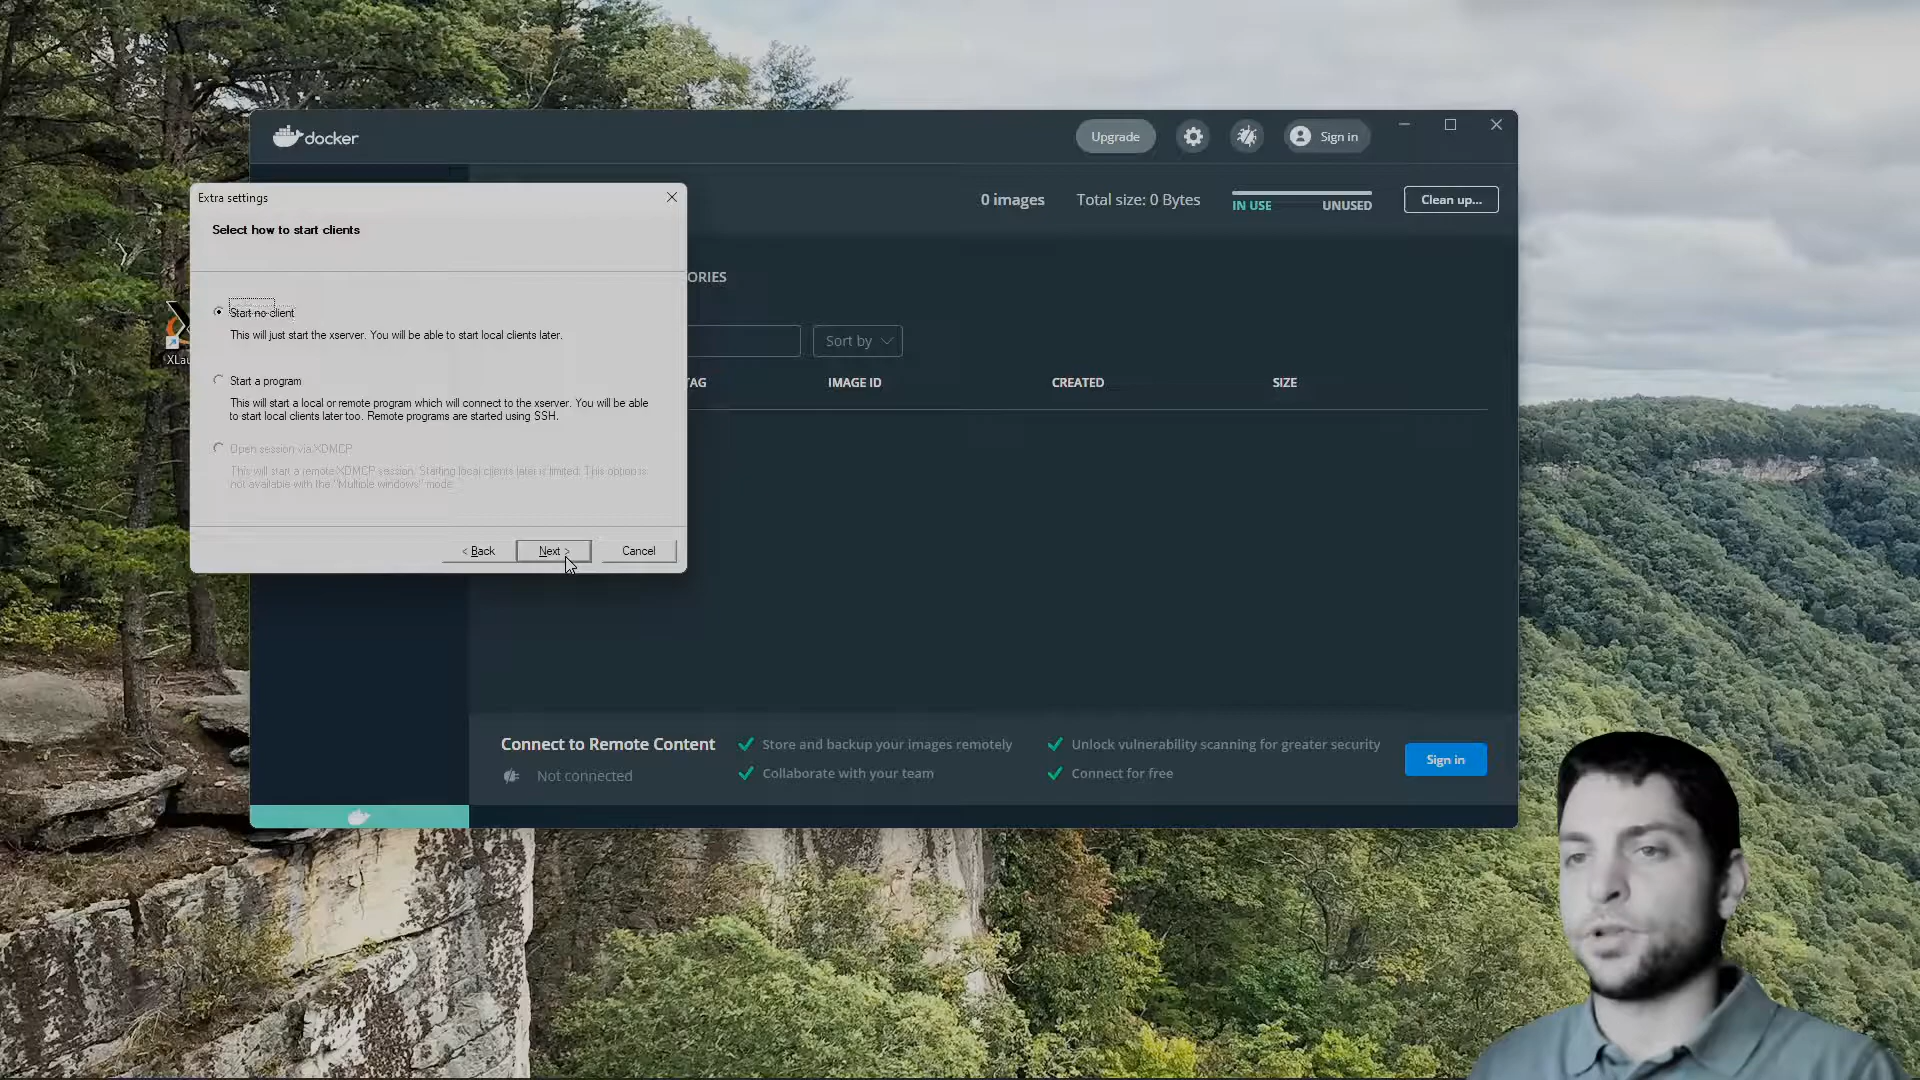 docker
Upgrade
Sign in
Extra settings
Select how to start clients
0 images
Total size: 0 Bytes
IN USE
UNUSED
Clean up...
ORIES
Start no client
This will just start the xserver. You will be able to start local clients later.
Sort by
XLau
Start a program
This will start a local or remote program which will connect to the xserver. You will be able
to start local clients later too. Remote programs are started using SSH.
AG
IMAGE ID
CREATED
SIZE
Open session via XDMCP
This will start a remote XDMCP session. Starting local clients later is limited. This option is
not available with the "Multiple windows" mode.
< Back
Next >
Cancel
Connect to Remote Content
Not connected
Store and backup your images remotely
Collaborate with your team
Unlock vulnerability scanning for greater security
Connect for free
Sign in